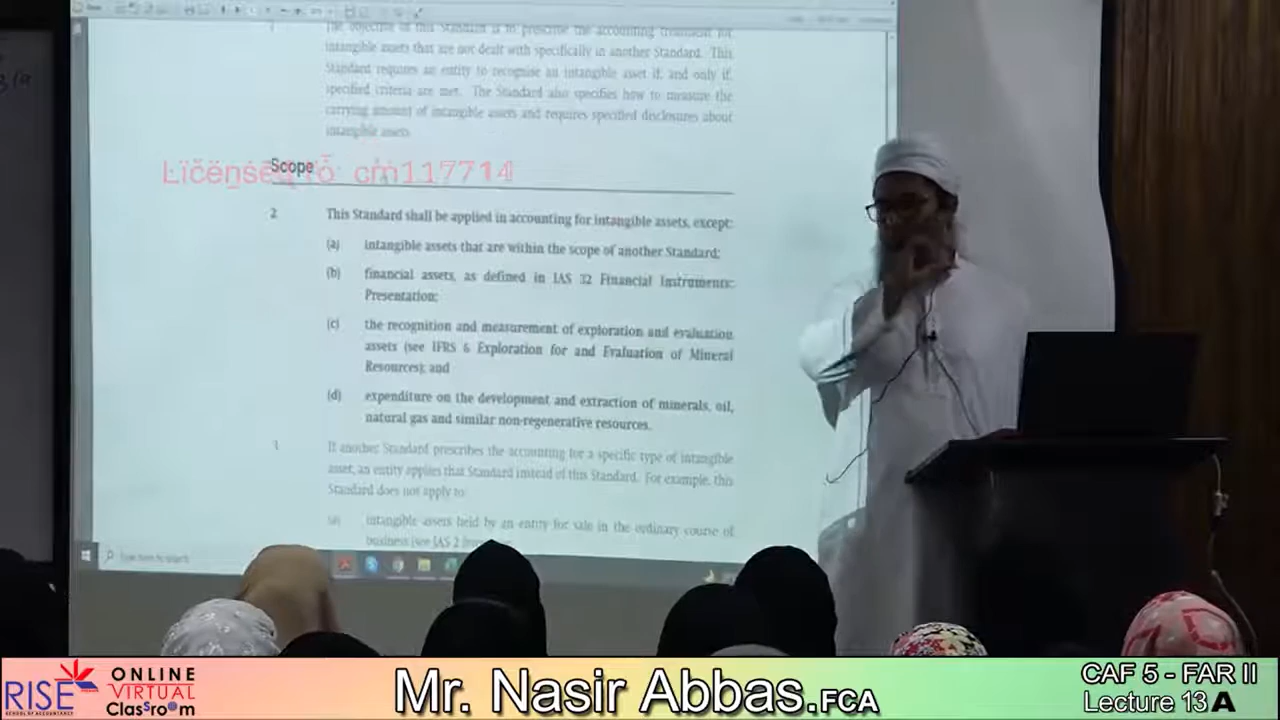 The objective of this Standard is to prescribe the accounting treatment for
intangible assets that are not dealt with specifically in another Standard. This
Standard requires an entity to recognise an intangible asset if, and only if,
specified criteria are met. The Standard also specifies how to measure the
carrying amount of intangible assets and requires specified disclosures about
intangible assets.
Scope
cm117714
2 This Standard shall be applied in accounting for intangible assets, except:
(a) intangible assets that are within the scope of another Standard;
(b) financial assets, as defined in IAS 32 Financial Instruments:
Presentation;
(c) the recognition and measurement of exploration and evaluation
assets (see IFRS 6 Exploration for and Evaluation of Mineral
Resources); and
(d) expenditure on the development and extraction of minerals, oil,
natural gas and similar non-regenerative resources.
3 If another Standard prescribes the accounting for a specific type of intangible
asset, an entity applies that Standard instead of this Standard. For example, this
Standard does not apply to:
(a) intangible assets held by an entity for sale in the ordinary course of
business (see IAS 2
Type here to search
RISE
SCHOOL OF ACCOUNTANCY
ONLINE
VIRTUAL
Classroom
Mr. Nasir Abbas.FCA
CAF 5 - FAR II
Lecture 13 A